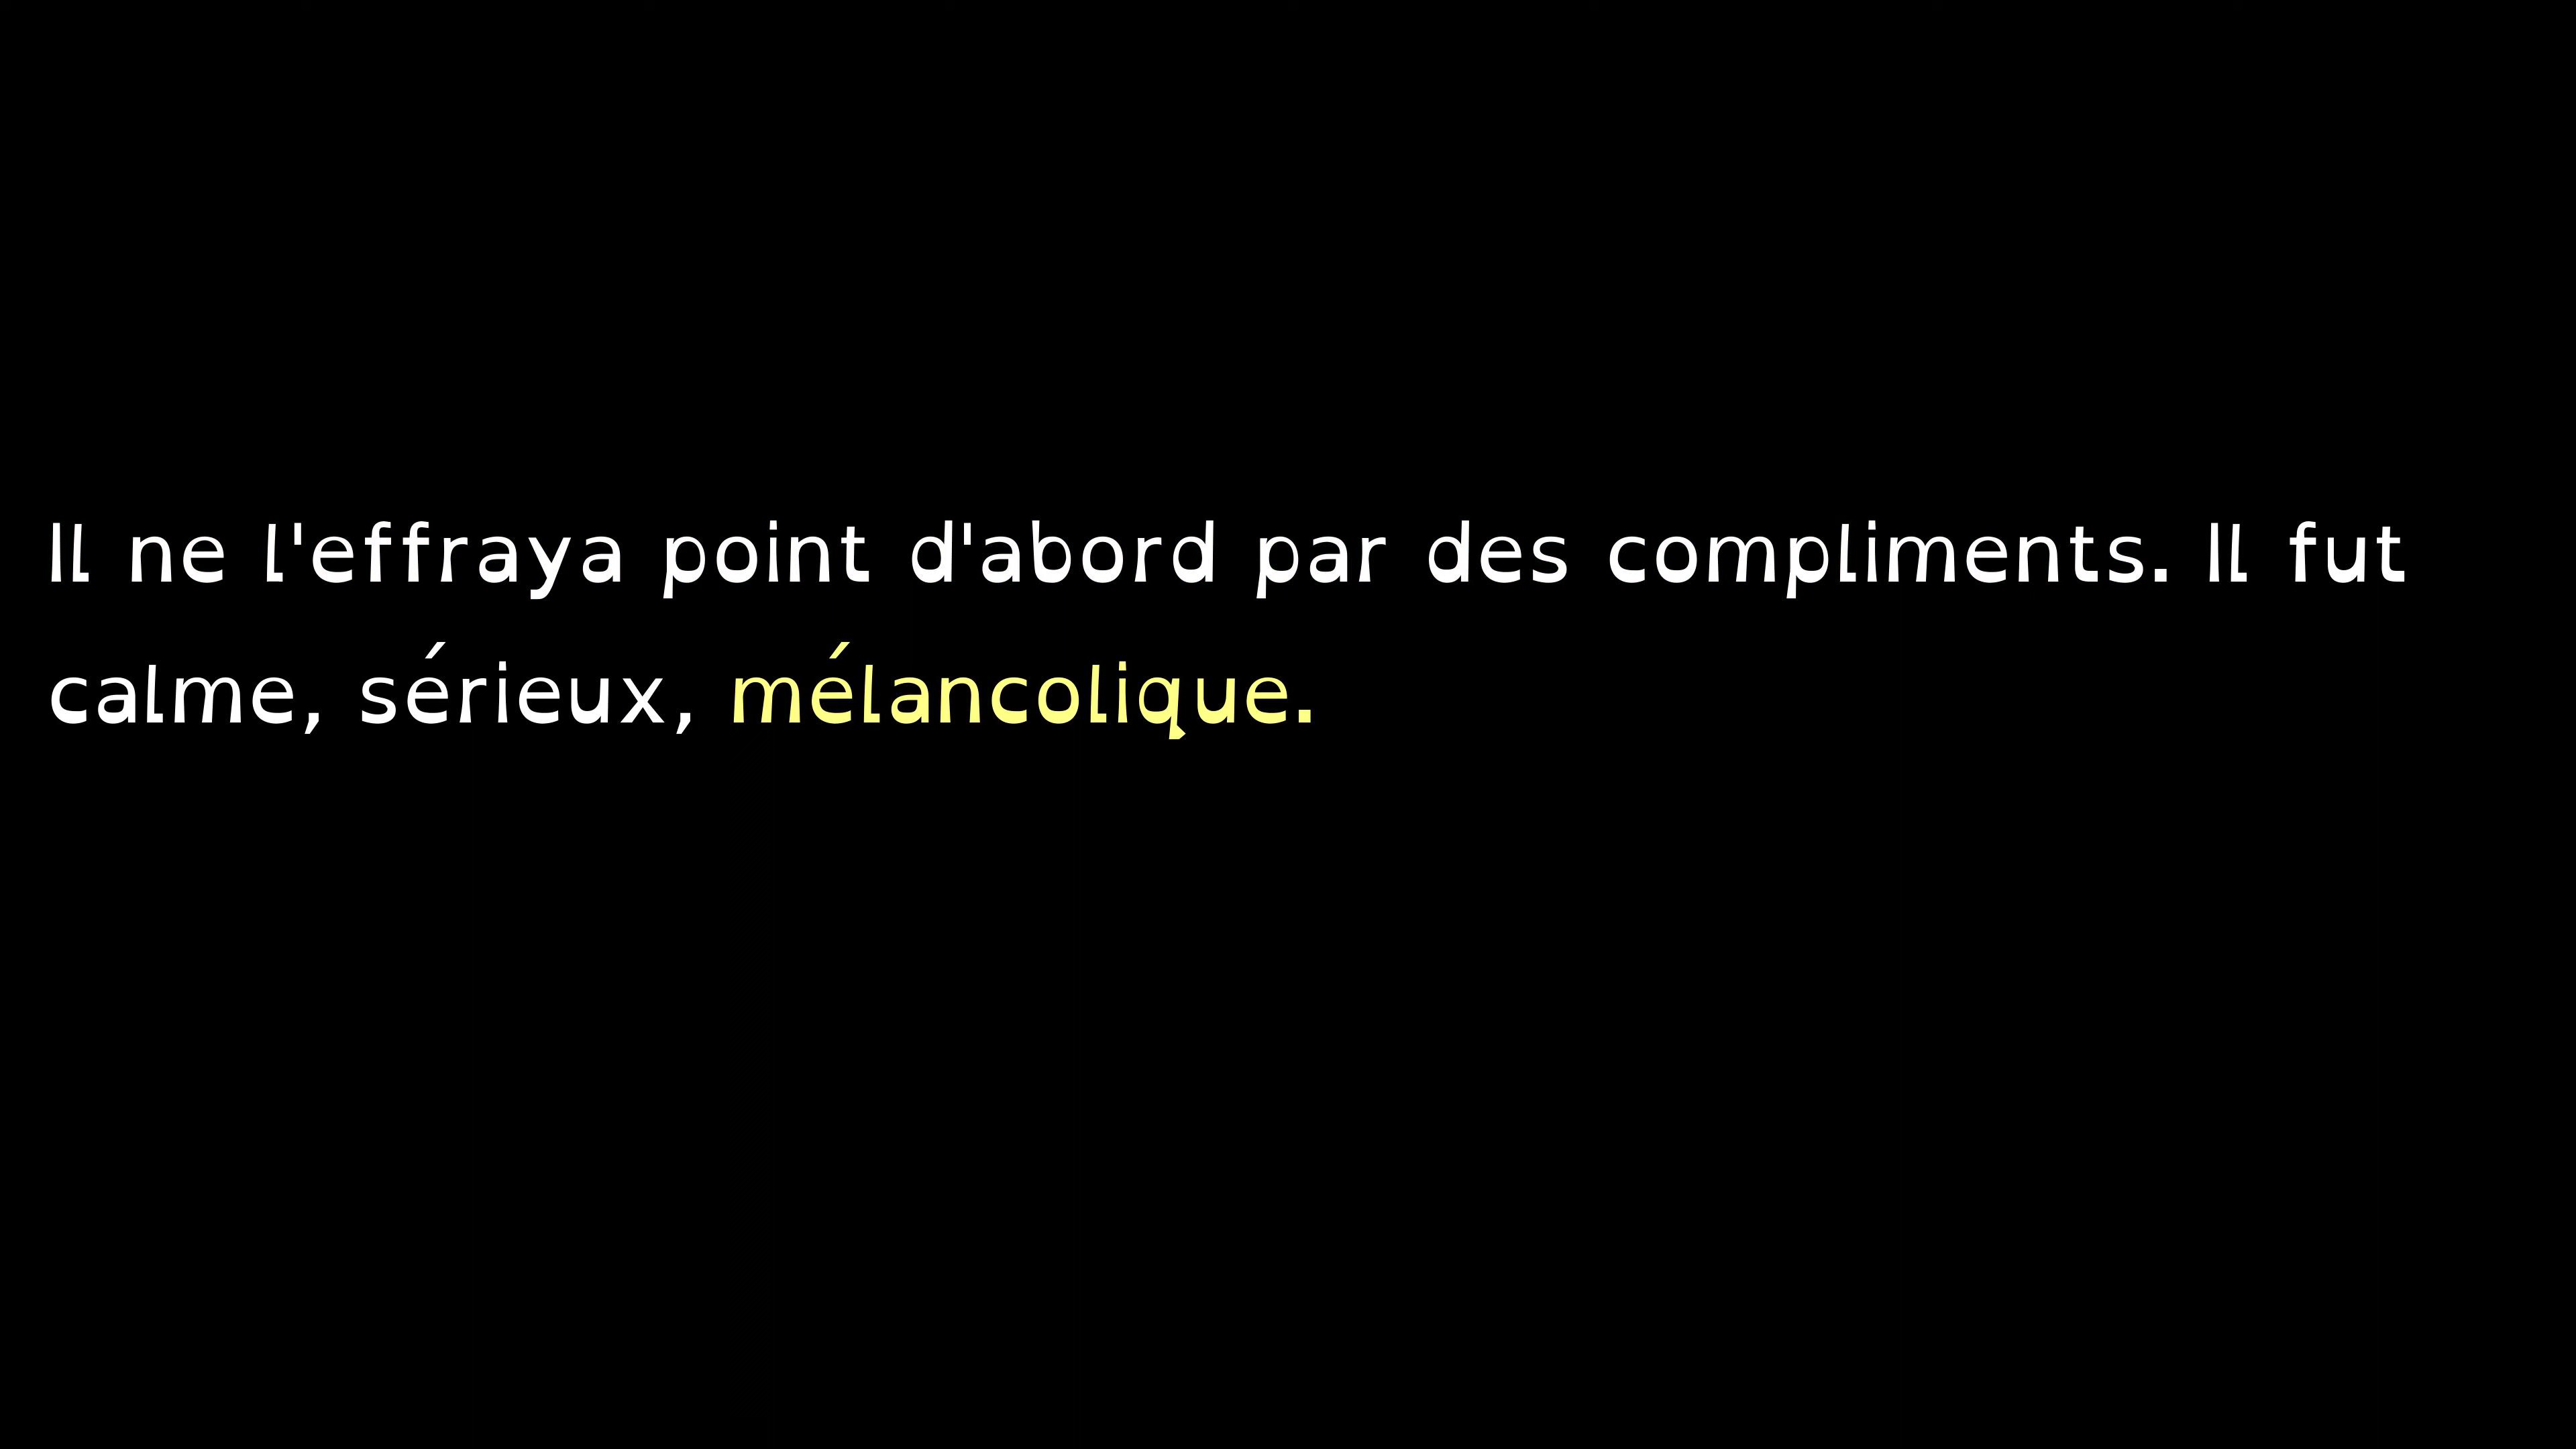 Il ne l'effraya point d'abord par des compliments. Il fut
calme, sérieux, mélancolique.